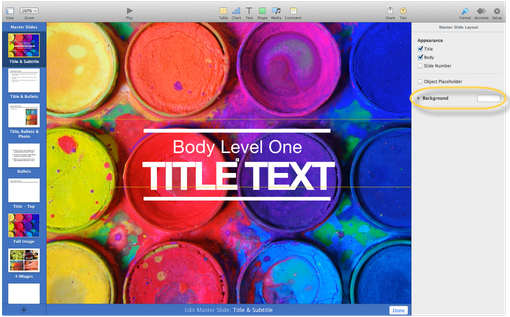 View
109%
Zoom
Play
Table
Chart
Text
Shape
Media
Comment
Share
Tips
Format
Animate
Setup
Master Slides
Title & Subtitle
Title & Bullets
Title, Bullets &
Photo
Bullets
Title - Top
Full Image
4 Images
Body Level One
TITLE TEXT
Edit Master Slide: Title & Subtitle
Done
Master Slide Layout
Appearance
Title
Body
Slide Number
Object Placeholder
Background